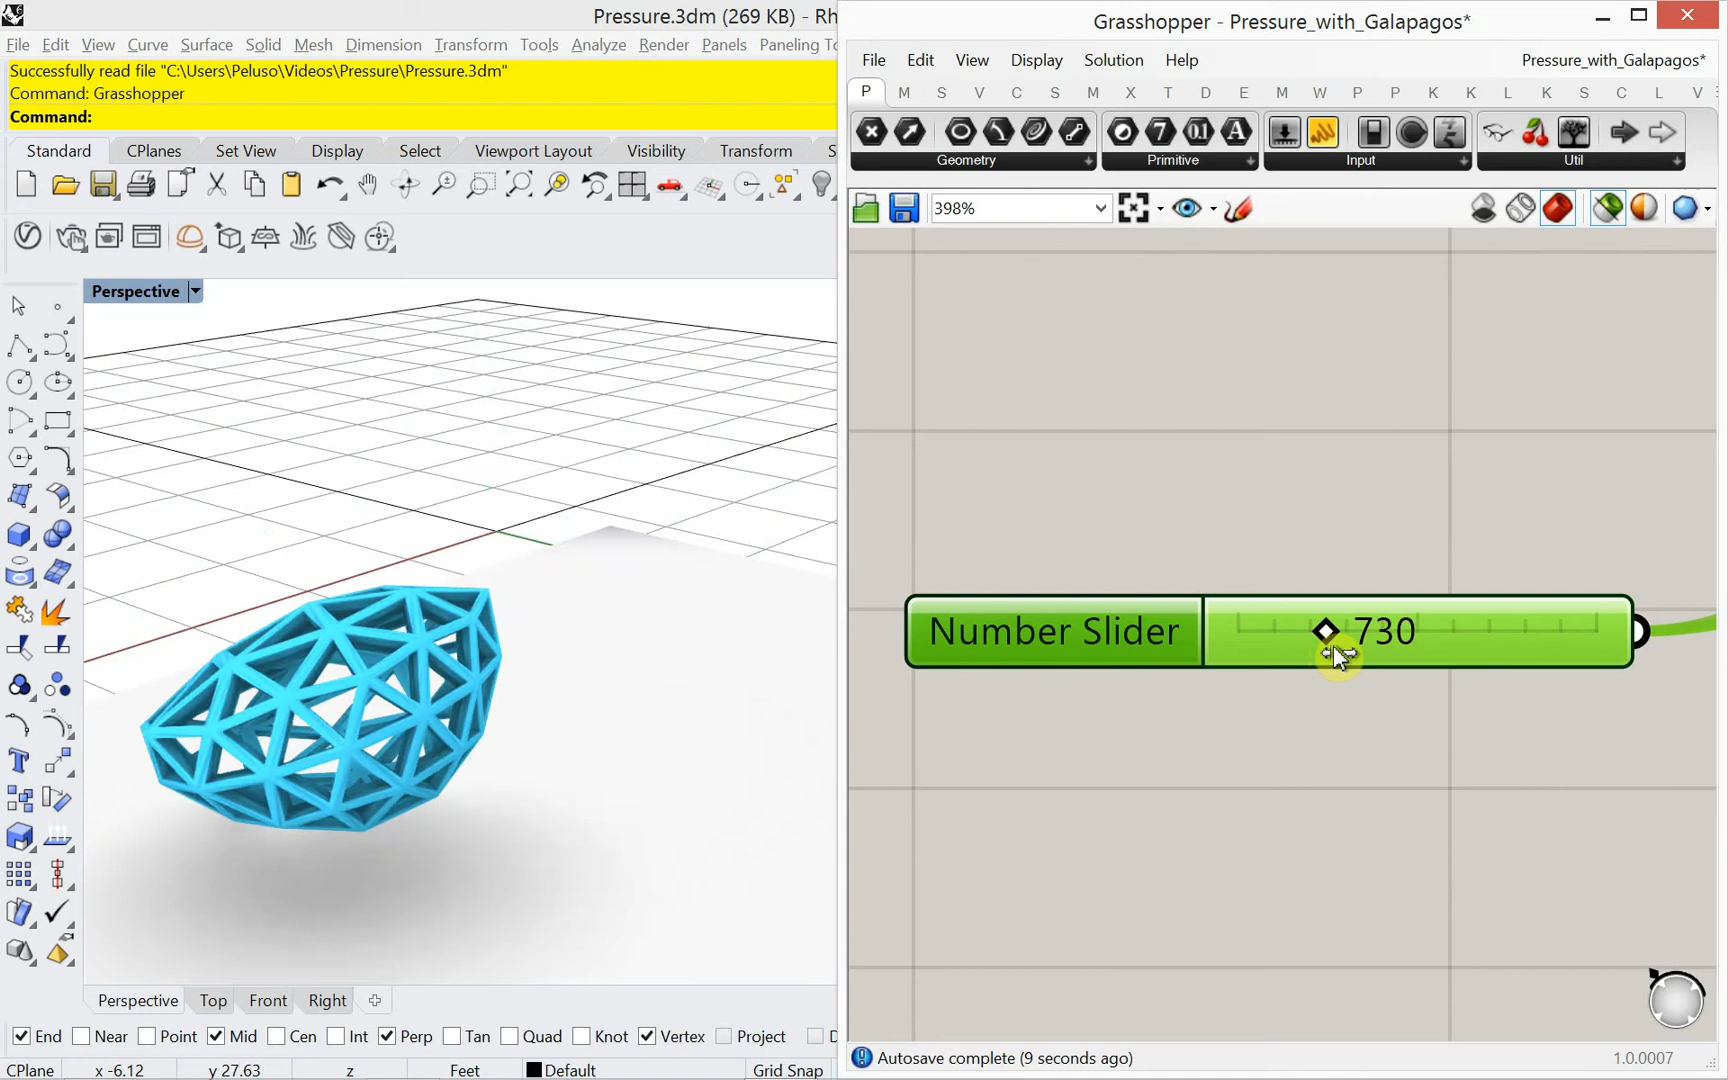 Pressure.3dm (269 KB) - Rh
File Edit View Curve Surface Solid Mesh Dimension Transform Tools Analyze Render Panels Paneling To
Successfully read file "C:\Users\Peluso\Videos\Pressure\Pressure.3dm"
Command: Grasshopper
Command:
Standard CPlanes Set View Display Select Viewport Layout Visibility Transform S
Perspective
Perspective Top Front Right
End Near Point Mid Cen Int Perp Tan Quad Knot Vertex Project D
CPlane x -6.12 y 27.63 z Feet Default Grid Snap
Grasshopper - Pressure_with_Galapagos*
File Edit View Display Solution Help Pressure_with_Galapagos*
P M S V C S M X T D E M W P P K K L K S C L V
7 0.1 A
Geometry Primitive Input Util
398%
Number Slider 730
Autosave complete (9 seconds ago) 1.0.0007